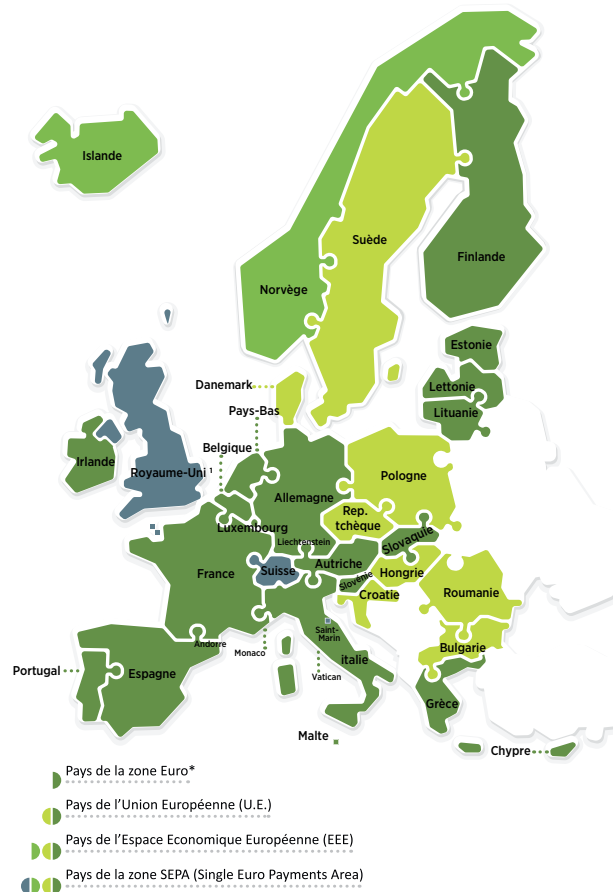 Islande
Suède
Finlande
Norvège
Estonie
Danemark
Lettonie
Pays-Bas
Lituanie
Belgique
Irlande
Royaume-Uni ¹
Pologne
Allemagne
Rep.
tchèque
Luxembourg
Slovaquie
Liechtenstein
Autriche
Suisse
France
Hongrie
Slovénie
Croatie
Roumanie
Saint-
Marin
Andorre
Bulgarie
Monaco
italie
Portugal
Espagne
Vatican
Grèce
Malte
Chypre
Pays de la zone Euro*
Pays de l'Union Européenne (U.E.)
Pays de l'Espace Economique Européenne (EEE)
Pays de la zone SEPA (Single Euro Payments Area)